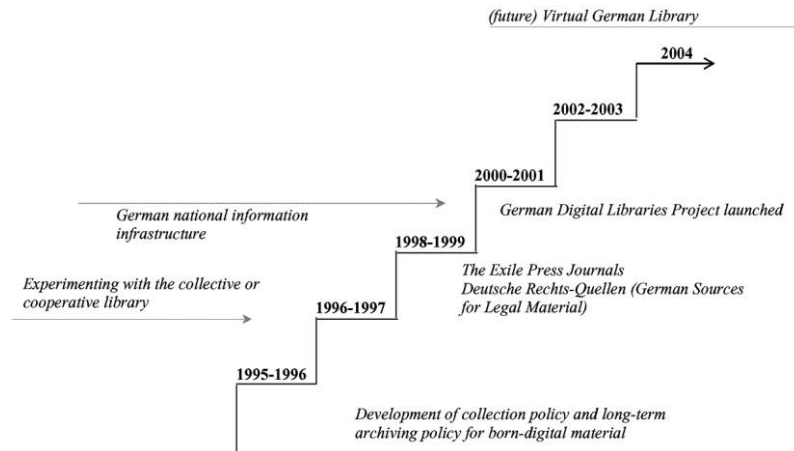 (future) Virtual German Library
2004
2002-2003
2000-2001
German Digital Libraries Project launched
German national information
infrastructure
1998-1999
The Exile Press Journals
Deutsche Rechts-Quellen (German Sources
for Legal Material)
Experimenting with the collective or
cooperative library
1996-1997
1995-1996
Development of collection policy and long-term
archiving policy for born-digital material